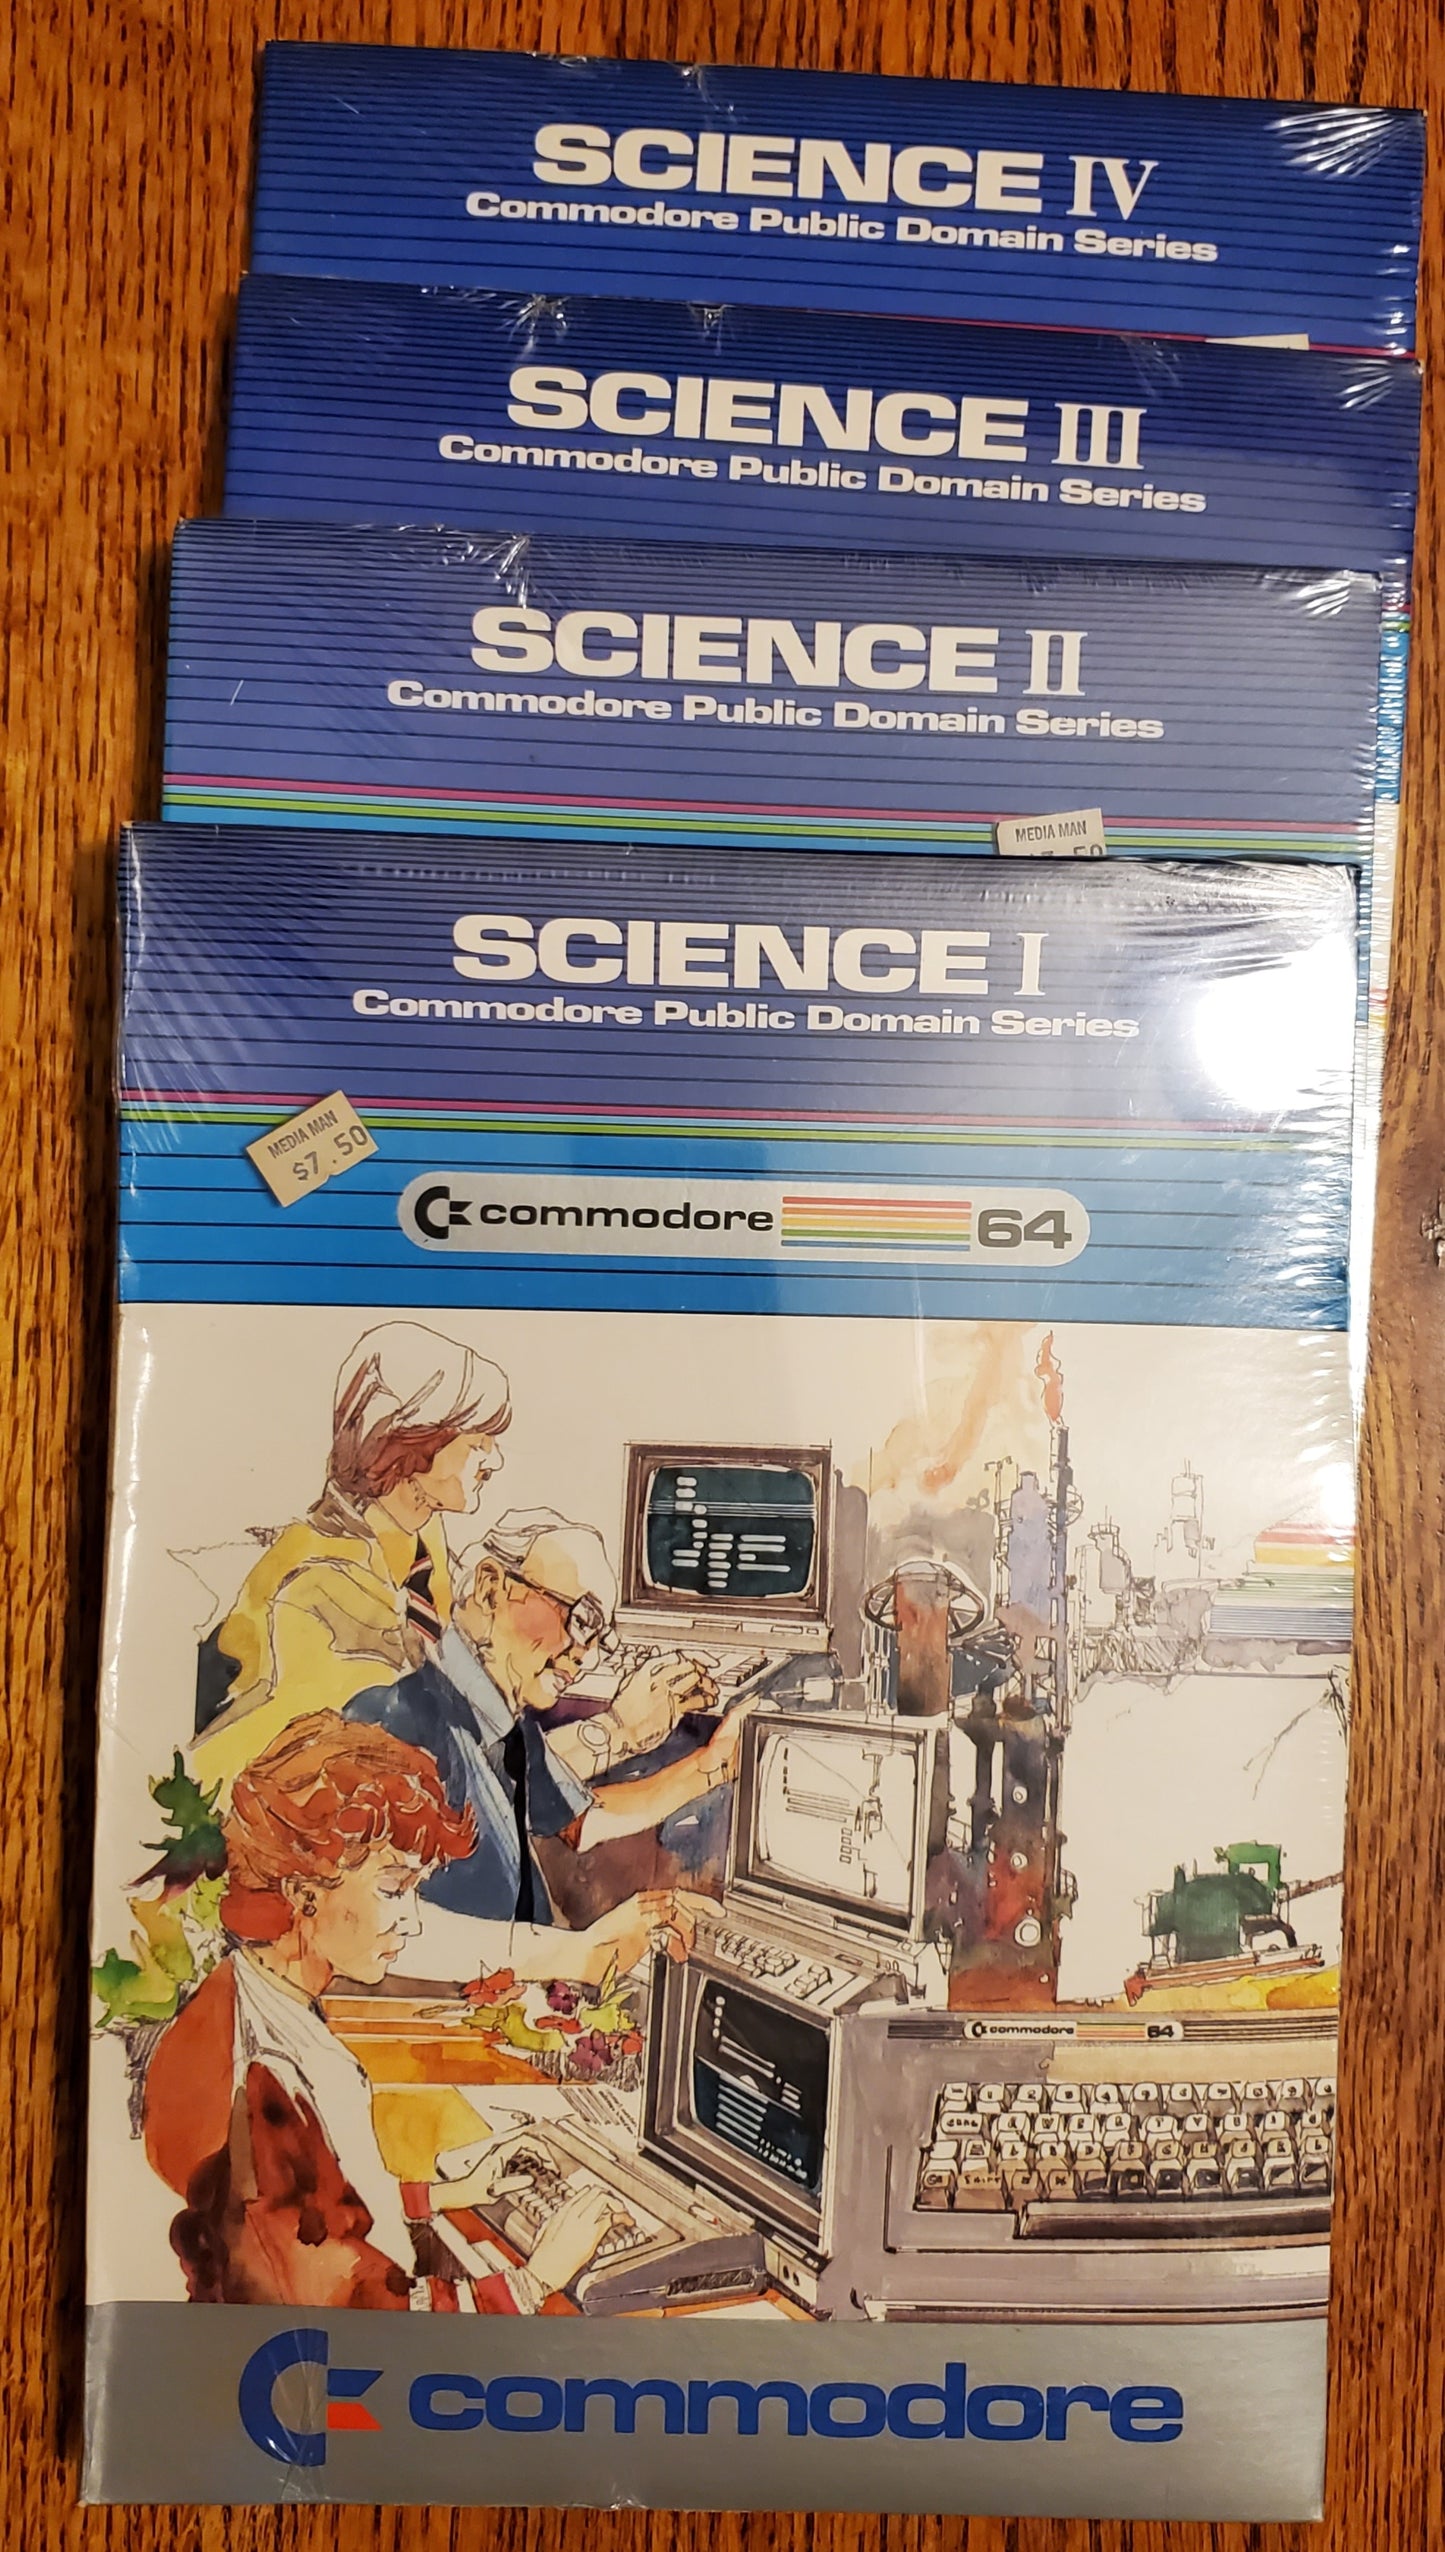 SCIENCE IV
Commodore Public Domain Series
SCIENCE III
Commodore Public Domain Series
SCIENCE II
Commodore Public Domain Series
MEDIA MAN
SCIENCE I
Commodore Public Domain Series
MEDIA MAN
$7.50
commodore 64
commodore 64
commodore